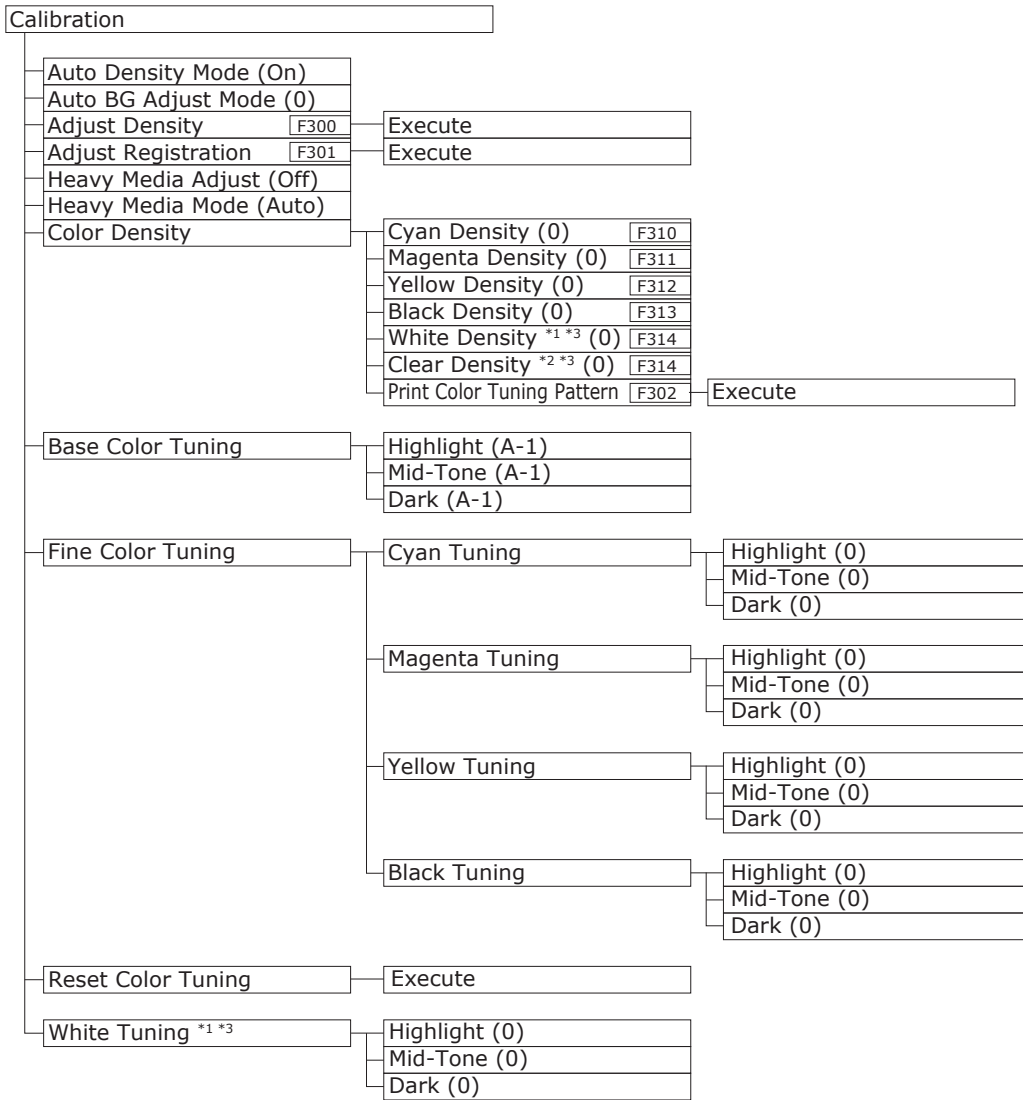 Calibration
Auto Density Mode (On)
Auto BG Adjust Mode (0)
Adjust Density F300 Execute
Adjust Registration F301 Execute
Heavy Media Adjust (Off)
Heavy Media Mode (Auto)
Color Density Cyan Density (0) F310
Magenta Density (0) F311
Yellow Density (0) F312
Black Density (0) F313
White Density *1 *3 (0) F314
Clear Density *2 *3 (0) F314
Print Color Tuning Pattern F302 Execute
Base Color Tuning Highlight (A-1)
Mid-Tone (A-1)
Dark (A-1)
Fine Color Tuning Cyan Tuning Highlight (0)
Mid-Tone (0)
Dark (0)
Magenta Tuning Highlight (0)
Mid-Tone (0)
Dark (0)
Yellow Tuning Highlight (0)
Mid-Tone (0)
Dark (0)
Black Tuning Highlight (0)
Mid-Tone (0)
Dark (0)
Reset Color Tuning Execute
White Tuning *1 *3 Highlight (0)
Mid-Tone (0)
Dark (0)